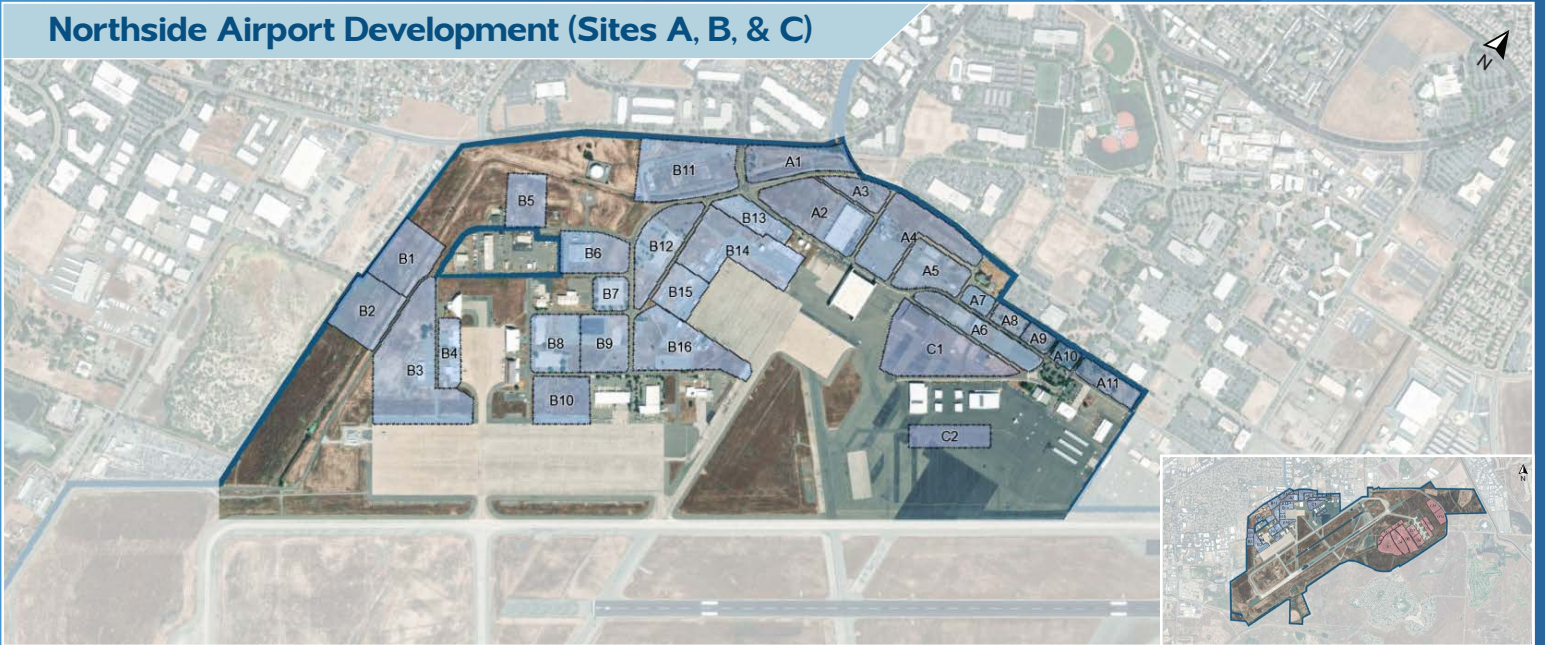 Northside Airport Development (Sites A, B, & C)
N
B11
A1
A3
B5
A2
B13
A4
B12
B14
B6
B1
A5
B15
B7
A7
B2
A8
A6
A9
B16
B8
B9
C1
B4
A10
B3
A11
B10
C2
N